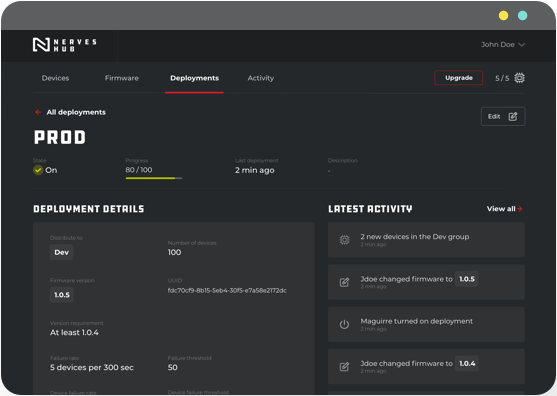 NERVES
HUB
John Doe
Devices
Firmware
Deployments
Activity
Upgrade
5 / 5
All deployments
Edit
PROD
State
On
Progress
80 / 100
Last deployment
2 min ago
Description
-
DEPLOYMENT DETAILS
Distribute to
Dev
Number of devices
100
Firmware version
1.0.5
UUID
fdc70cf9-8b15-5eb4-30f5-e7a58e2172dc
Version requirement
At least 1.0.4
Failure rate
5 devices per 300 sec
Failure threshold
50
Device failure rate
Device failure threshold
LATEST ACTIVITY
View all
2 new devices in the Dev group
2 min ago
Jdoe changed firmware to 1.0.5
2 min ago
Maguirre turned on deployment
2 min ago
Jdoe changed firmware to 1.0.4
2 min ago